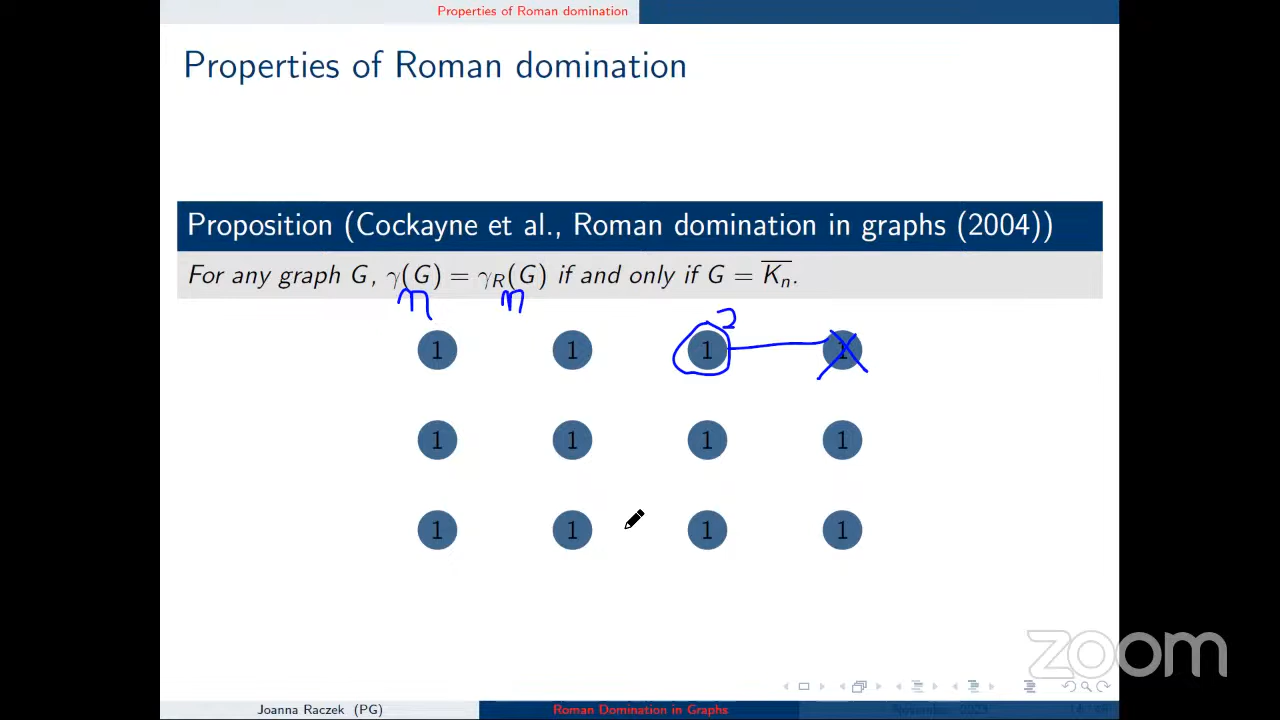 Properties of Roman domination
Properties of Roman domination
Proposition (Cockayne et al., Roman domination in graphs (2004))
For any graph G, γ(G) = γR(G) if and only if G = K̅n̅.
n n
2
1 1 1 1
1 1 1 1
1 1 1 1
zoom
Joanna Raczek (PG) Roman Domination in Graphs